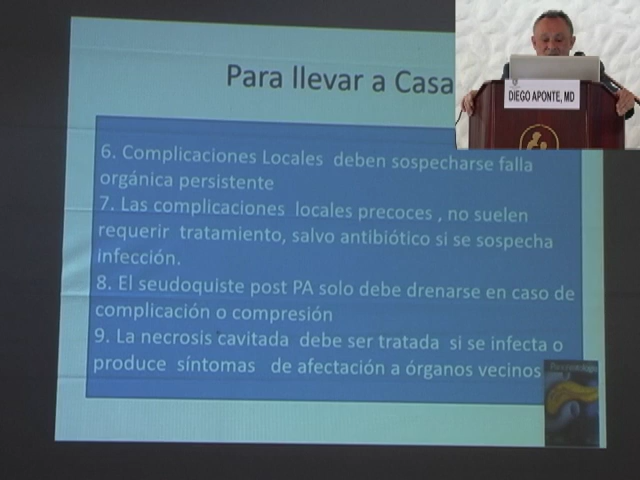 Para llevar a Casa
DIEGO APONTE, MD
6. Complicaciones Locales deben sospecharse falla
orgánica persistente
7. Las complicaciones locales precoces , no suelen
requerir tratamiento, salvo antibiótico si se sospecha
infección.
8. El seudoquiste post PA solo debe drenarse en caso de
complicación o compresión
9. La necrosis cavitada debe ser tratada si se infecta o
produce síntomas de afectación a órganos vecinos